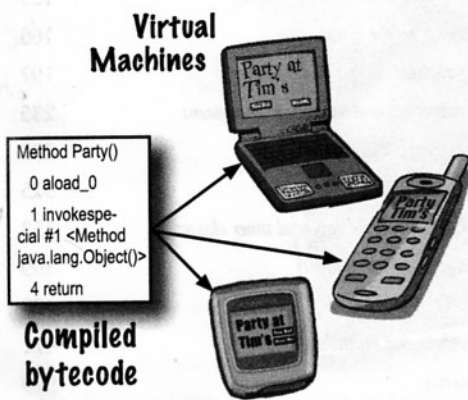 Virtual
Machines
Party at
Tim's
Method Party()
0 aload_0
1 invokespe-
cial #1 <Method
java.lang.Object()>
4 return
Party
Tim's
Party at
Tim's
Compiled
bytecode